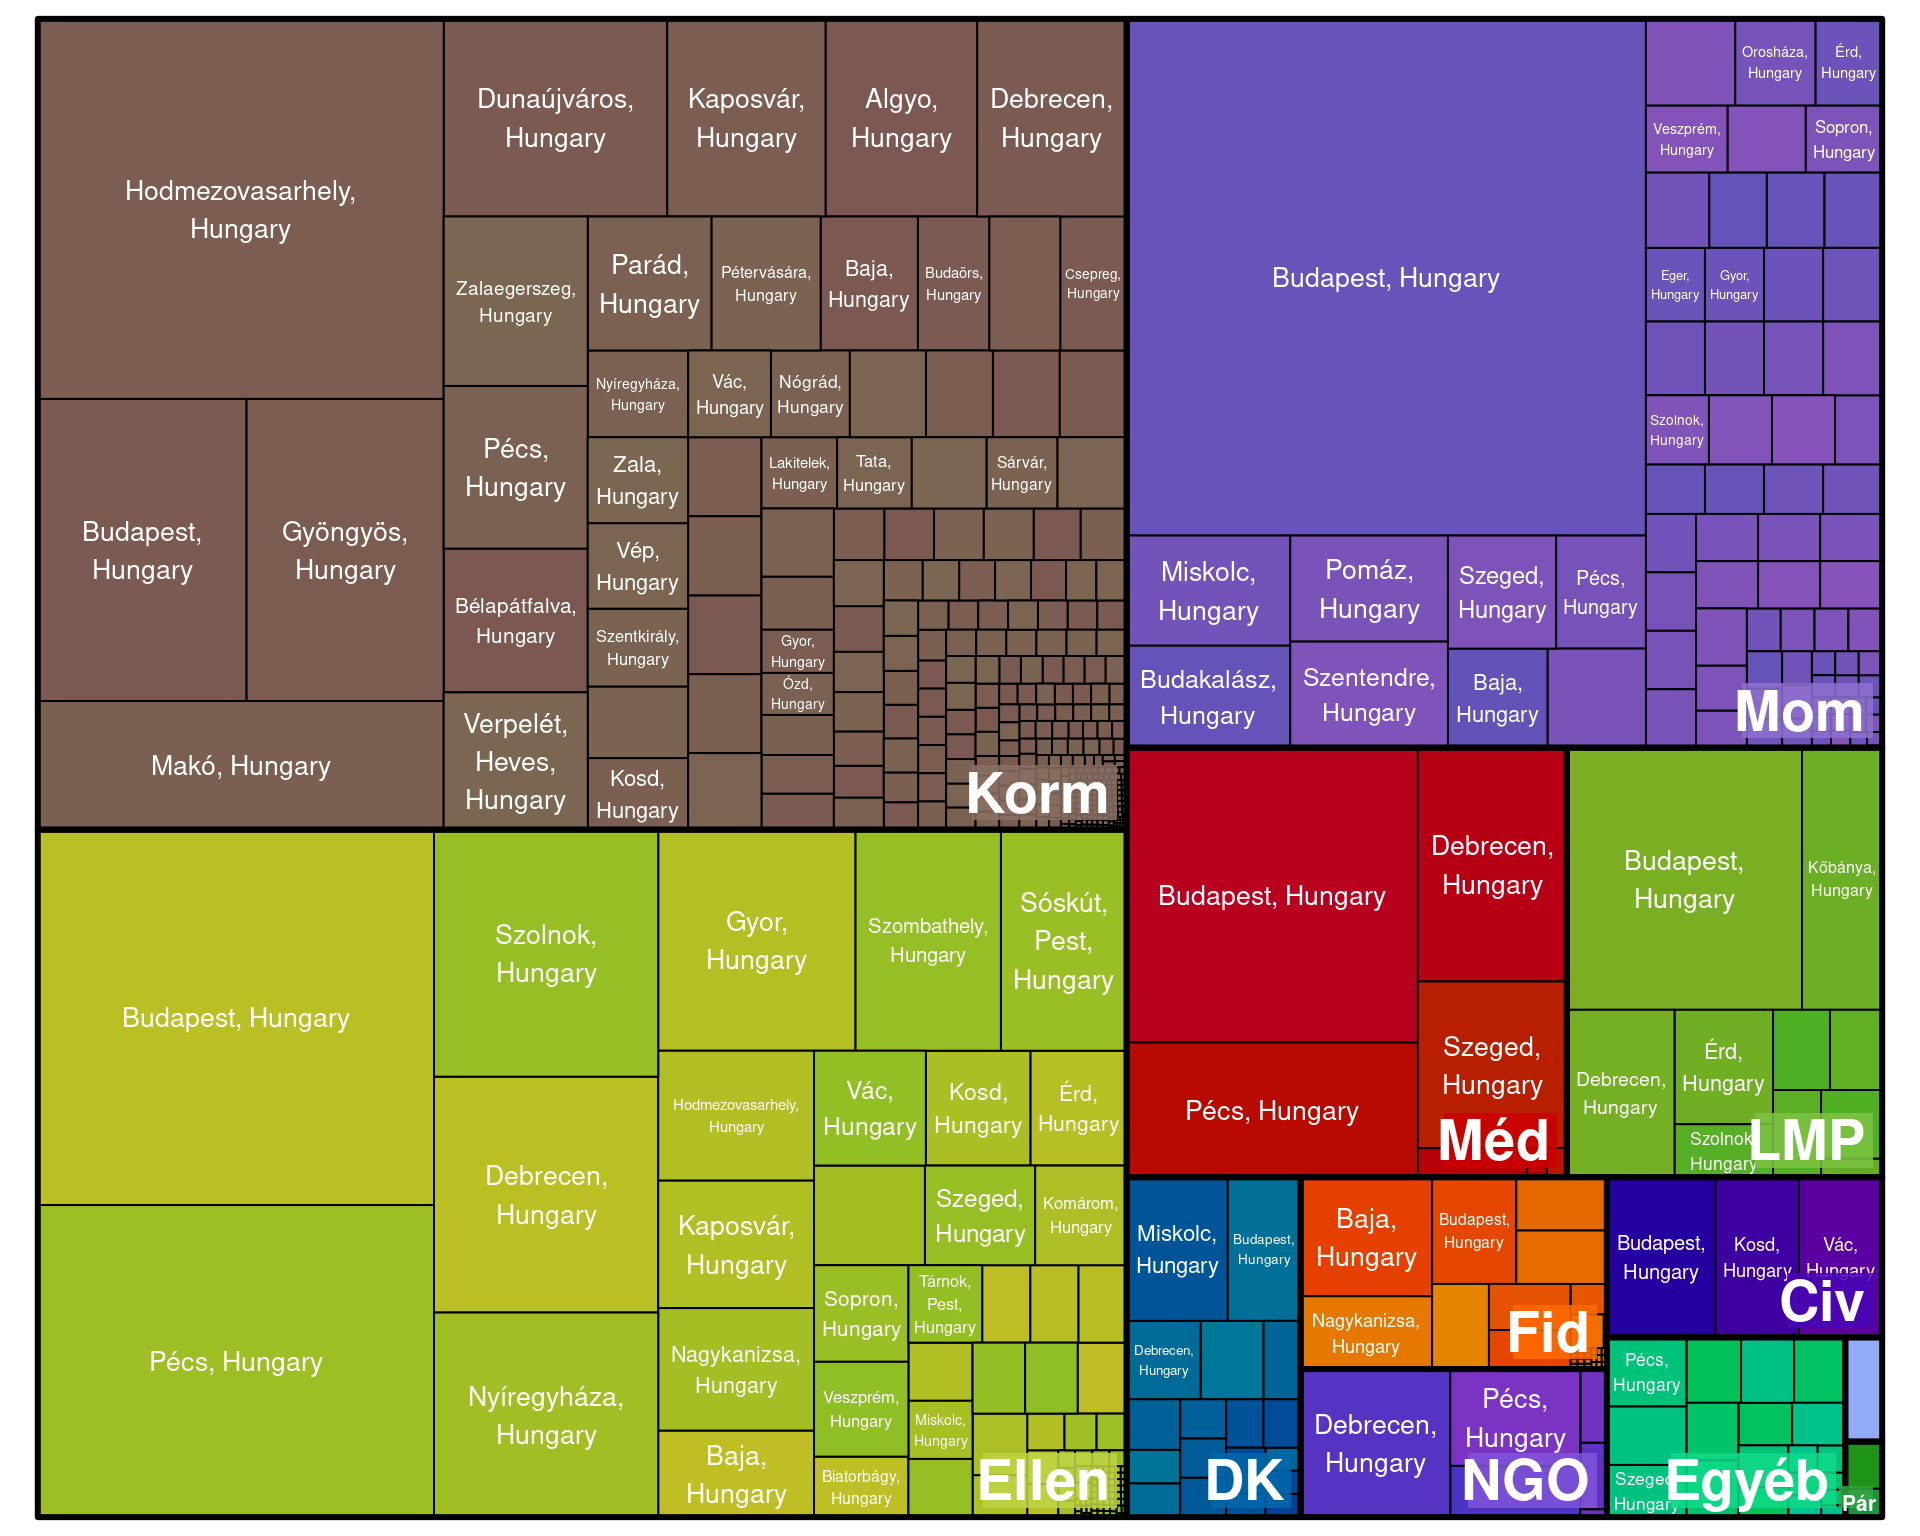 Hodmezovasarhely,
Hungary
Budapest,
Hungary
Gyöngyös,
Hungary
Makó, Hungary
Dunaújváros,
Hungary
Kaposvár,
Hungary
Algyo,
Hungary
Debrecen,
Hungary
Zalaegerszeg,
Hungary
Parád,
Hungary
Pétervására,
Hungary
Baja,
Hungary
Budaörs,
Hungary
Csepreg,
Hungary
Pécs,
Hungary
Nyíregyháza,
Hungary
Vác,
Hungary
Nógrád,
Hungary
Zala,
Hungary
Lakitelek,
Hungary
Tata,
Hungary
Sárvár,
Hungary
Bélapátfalva,
Hungary
Vép,
Hungary
Szentkirály,
Hungary
Gyor,
Hungary
Ózd,
Hungary
Verpelét,
Heves,
Hungary
Kosd,
Hungary
Korm
Budapest, Hungary
Orosháza,
Hungary
Érd,
Hungary
Veszprém,
Hungary
Sopron,
Hungary
Eger,
Hungary
Gyor,
Hungary
Szolnok,
Hungary
Miskolc,
Hungary
Pomáz,
Hungary
Szeged,
Hungary
Pécs,
Hungary
Budakalász,
Hungary
Szentendre,
Hungary
Baja,
Hungary
Mom
Budapest, Hungary
Pécs, Hungary
Szolnok,
Hungary
Debrecen,
Hungary
Nyíregyháza,
Hungary
Gyor,
Hungary
Szombathely,
Hungary
Sóskút,
Pest,
Hungary
Hodmezovasarhely,
Hungary
Vác,
Hungary
Kosd,
Hungary
Érd,
Hungary
Kaposvár,
Hungary
Szeged,
Hungary
Komárom,
Hungary
Nagykanizsa,
Hungary
Sopron,
Hungary
Tárnok,
Pest,
Hungary
Veszprém,
Hungary
Miskolc,
Hungary
Baja,
Hungary
Biatorbágy,
Hungary
Ellen
Budapest, Hungary
Pécs, Hungary
Debrecen,
Hungary
Szeged,
Hungary
Méd
Budapest,
Hungary
Kőbánya,
Hungary
Debrecen,
Hungary
Érd,
Hungary
Szolnok
Hungary
LMP
Miskolc,
Hungary
Budapest,
Hungary
Debrecen,
Hungary
DK
Baja,
Hungary
Budapest,
Hungary
Nagykanizsa,
Hungary
Fid
Debrecen,
Hungary
Pécs,
Hungary
NGO
Budapest,
Hungary
Kosd,
Hungary
Vác,
Hungary
Civ
Pécs,
Hungary
Szeged
Hungary
Egyéb
Pár